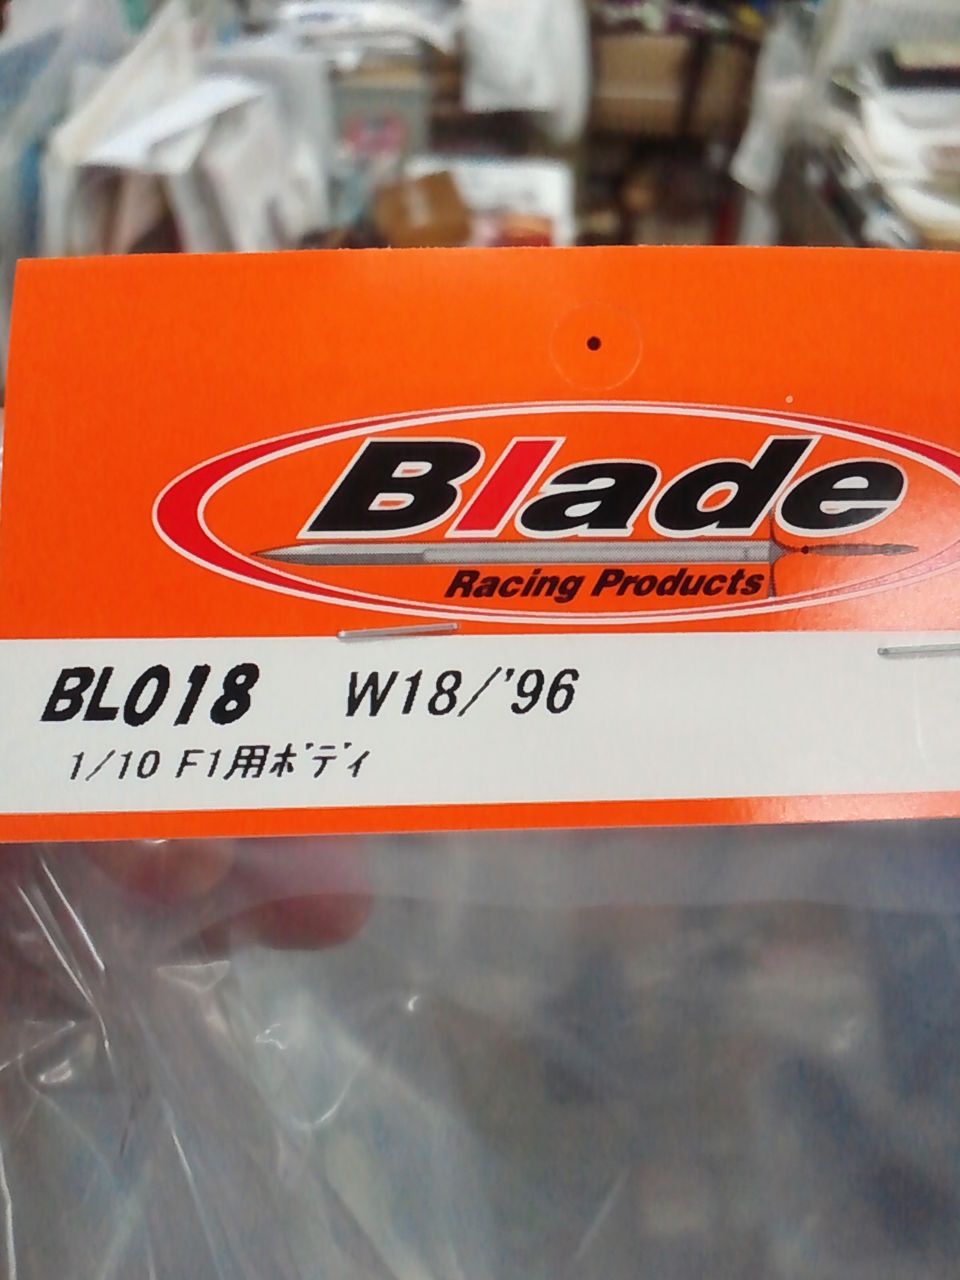 Blade
Racing Products
BL018 W18/'96
1/10 F1用ボディ